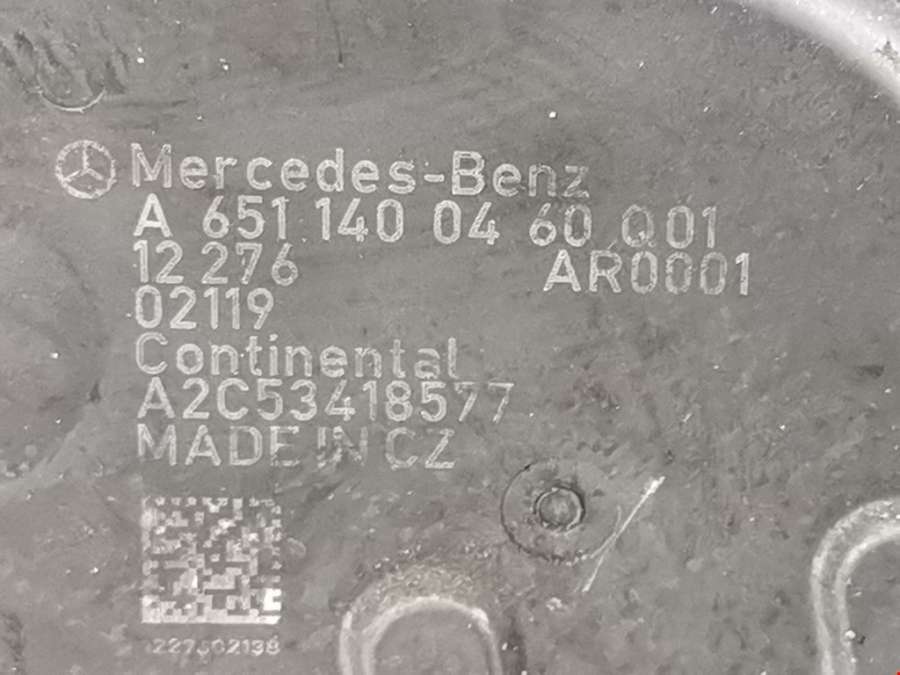 Mercedes-Benz
A 651 140 04 60 Q01
12 276 AR0001
02119
Continental
A2C53418577
MADE IN CZ